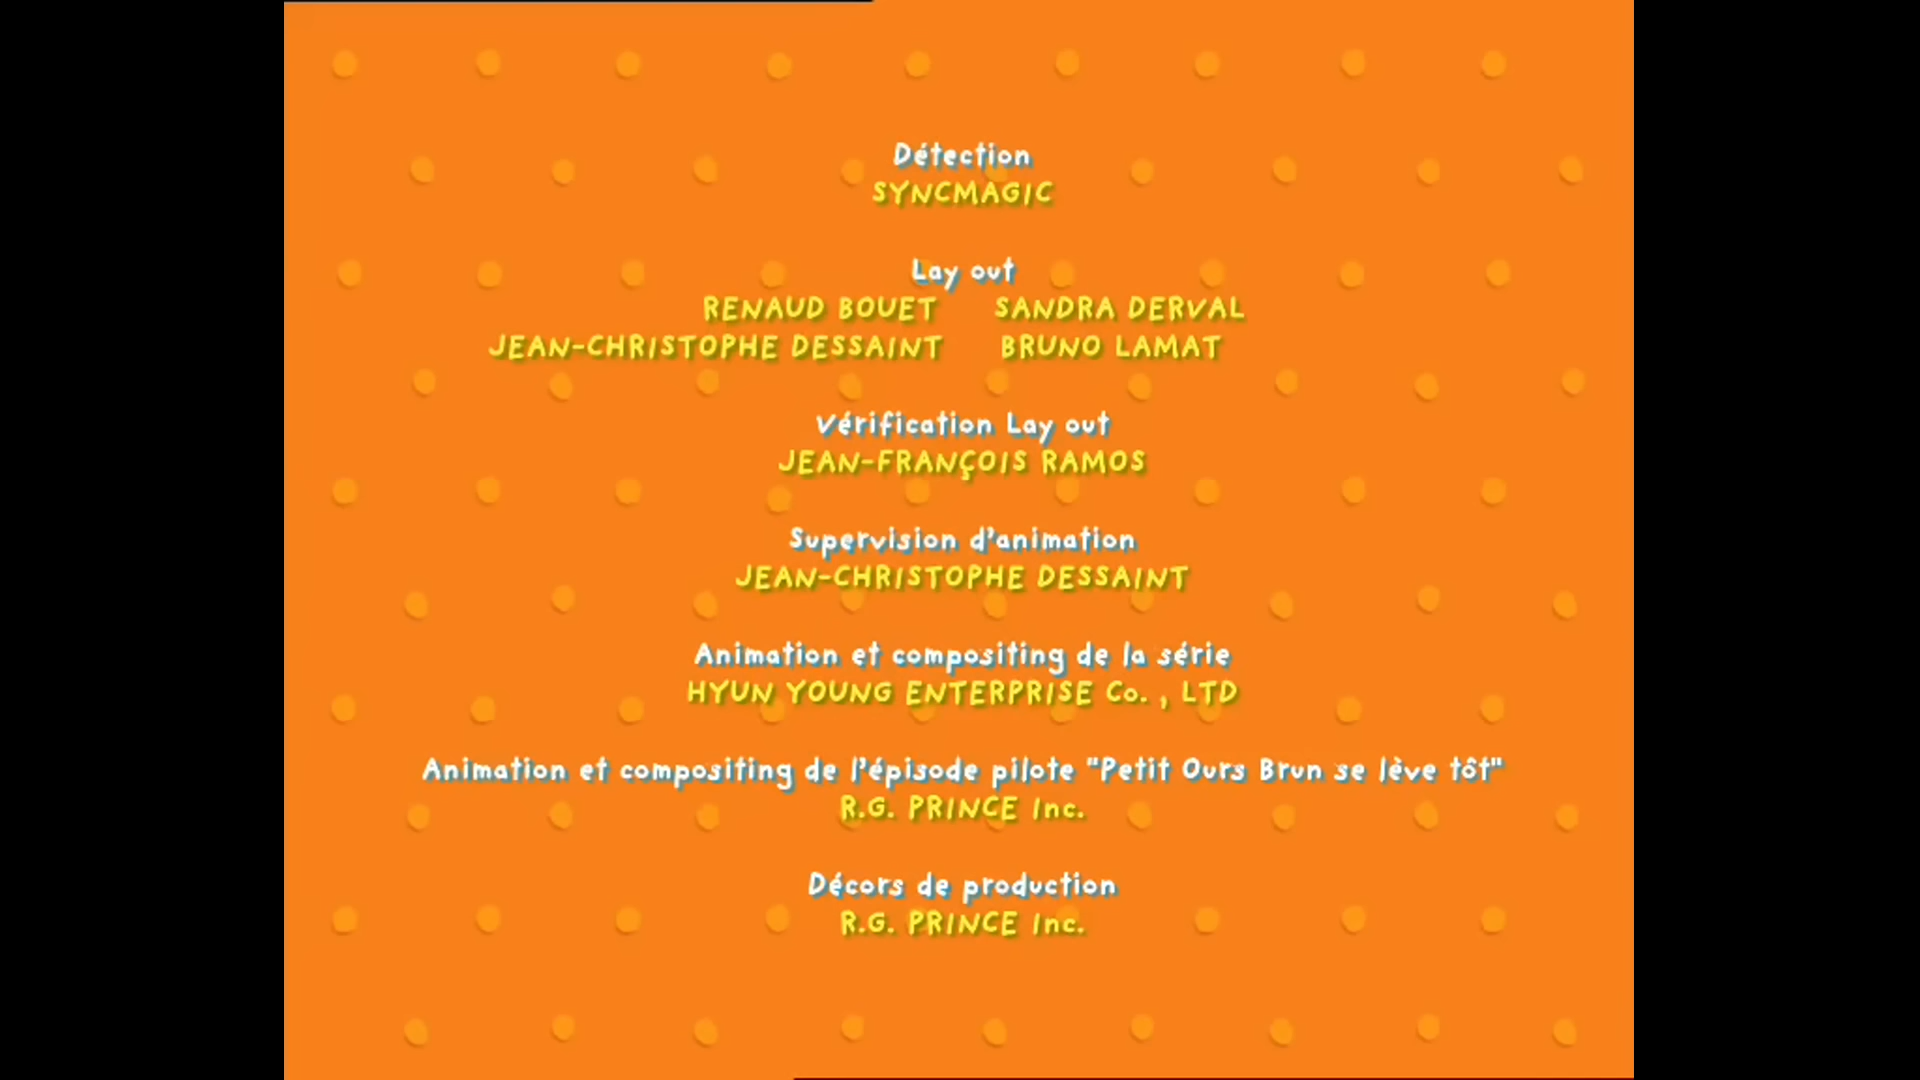 Détection
SYNCMAGIC
Lay out
RENAUD BOUET SANDRA DERVAL
JEAN-CHRISTOPHE DESSAINT BRUNO LAMAT
Vérification Lay out
JEAN-FRANÇOIS RAMOS
Supervision d'animation
JEAN-CHRISTOPHE DESSAINT
Animation et compositing de la série
HYUN YOUNG ENTERPRISE Co. , LTD
Animation et compositing de l'épisode pilote "Petit Ours Brun se lève tôt"
R.G. PRINCE Inc.
Décors de production
R.G. PRINCE Inc.